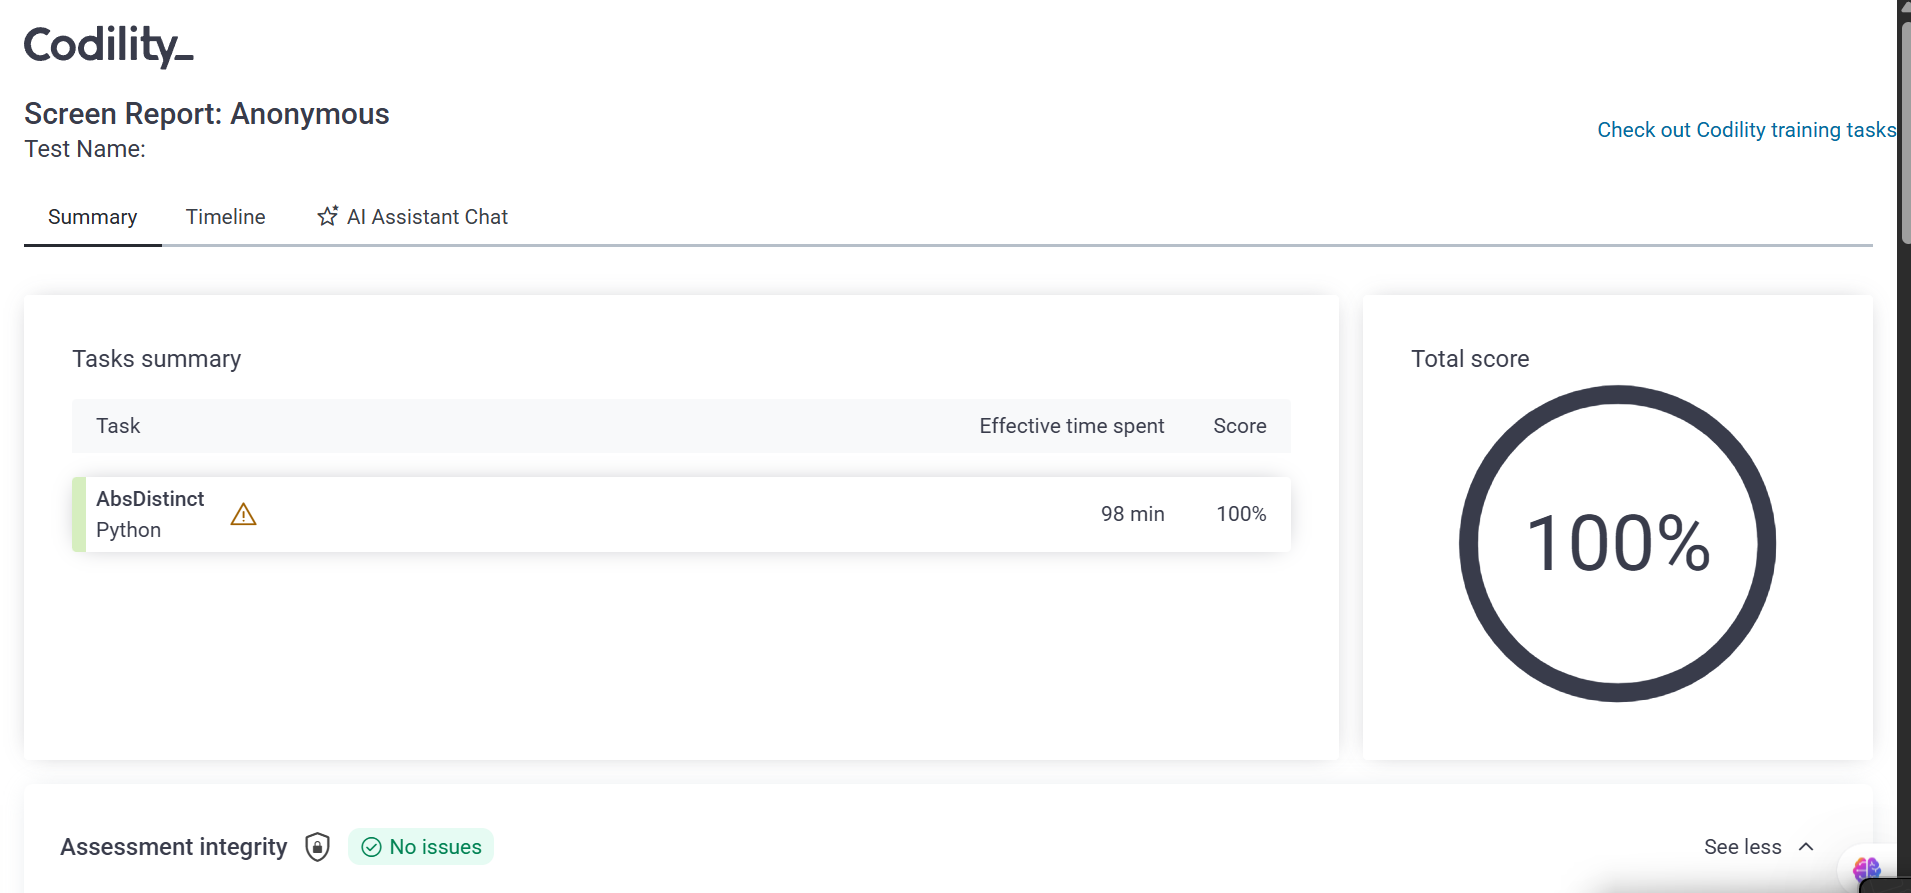 Codility_
Screen Report: Anonymous
Test Name:
Check out Codility training tasks
Summary
Timeline
AI Assistant Chat
Tasks summary
Task
Effective time spent
Score
AbsDistinct
Python
98 min
100%
Total score
100%
Assessment integrity
No issues
See less